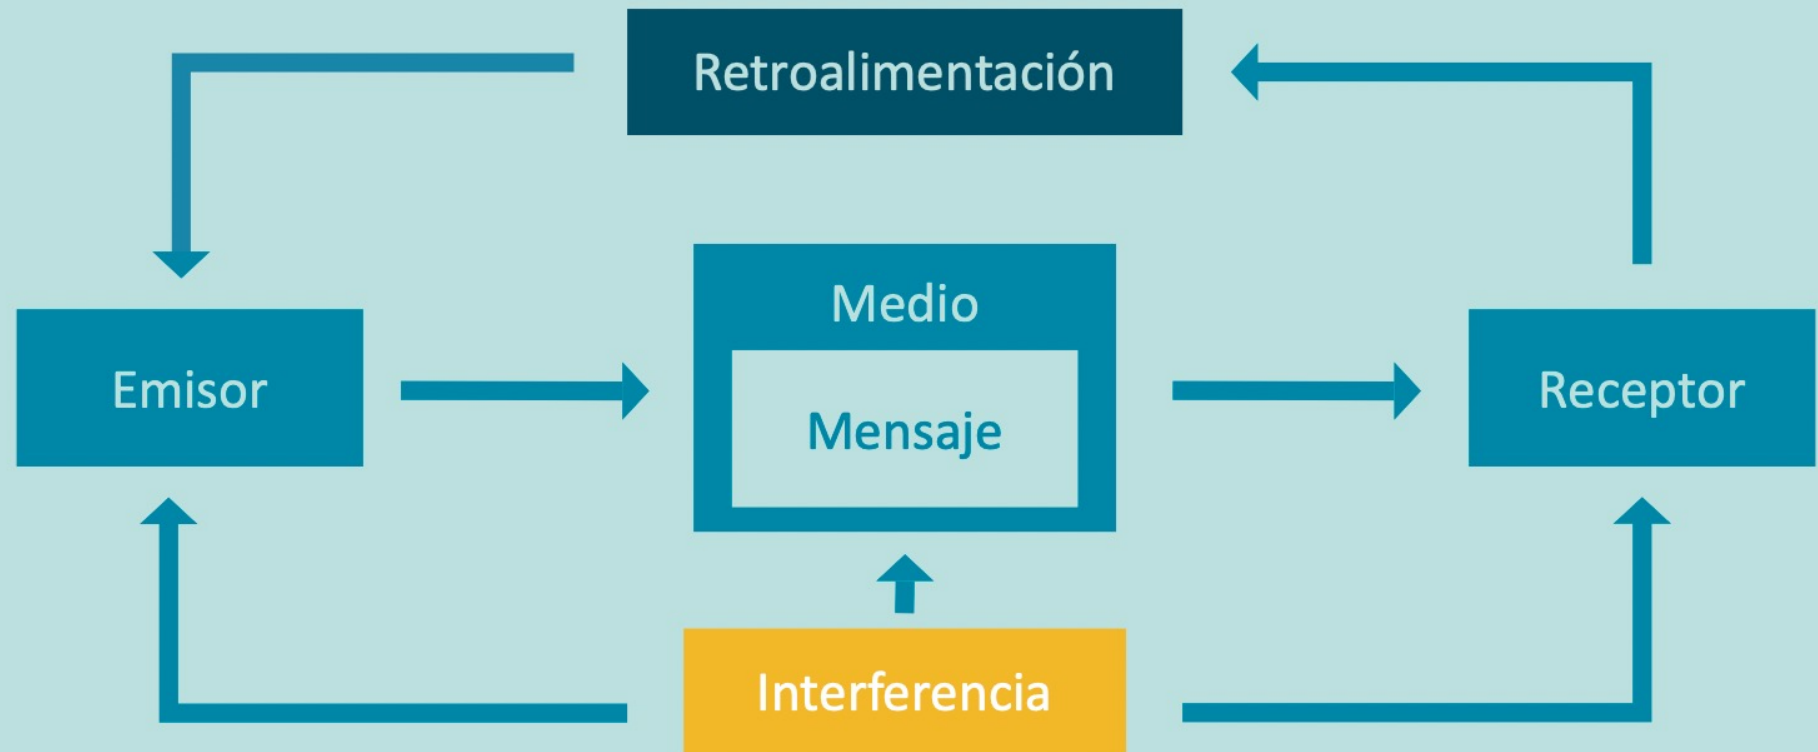 Retroalimentación
Medio
Emisor
Mensaje
Receptor
Interferencia